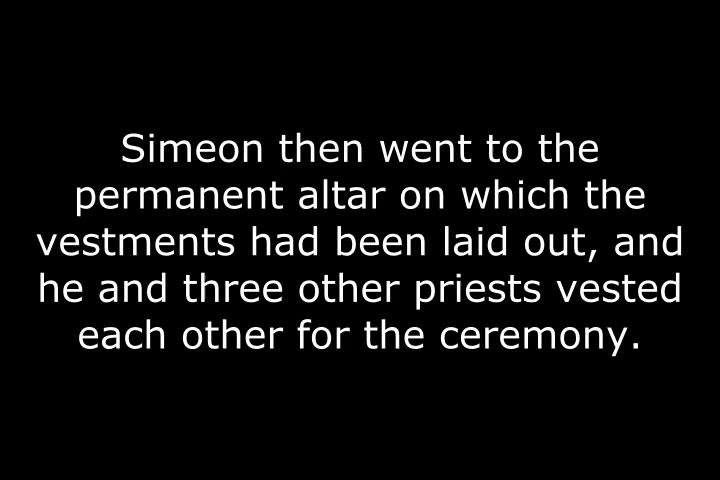 Simeon then went to the
permanent altar on which the
vestments had been laid out, and
he and three other priests vested
each other for the ceremony.